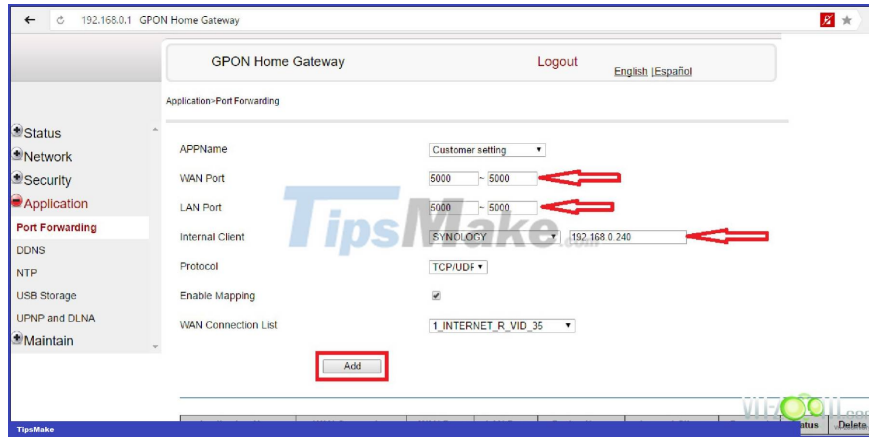 192.168.0.1 GPON Home Gateway
GPON Home Gateway
Logout
English |Español
Application>Port Forwarding
Status
Network
Security
Application
Port Forwarding
DDNS
NTP
USB Storage
UPNP and DLNA
Maintain
APPName Customer setting
WAN Port 5000 ~ 5000
LAN Port 5000 ~ 5000
Internal Client SYNOLOGY 192.168.0.240
Protocol TCP/UDF
Enable Mapping
WAN Connection List 1_INTERNET_R_VID_35
Add
TipsMake.com
Delete
TipsMake